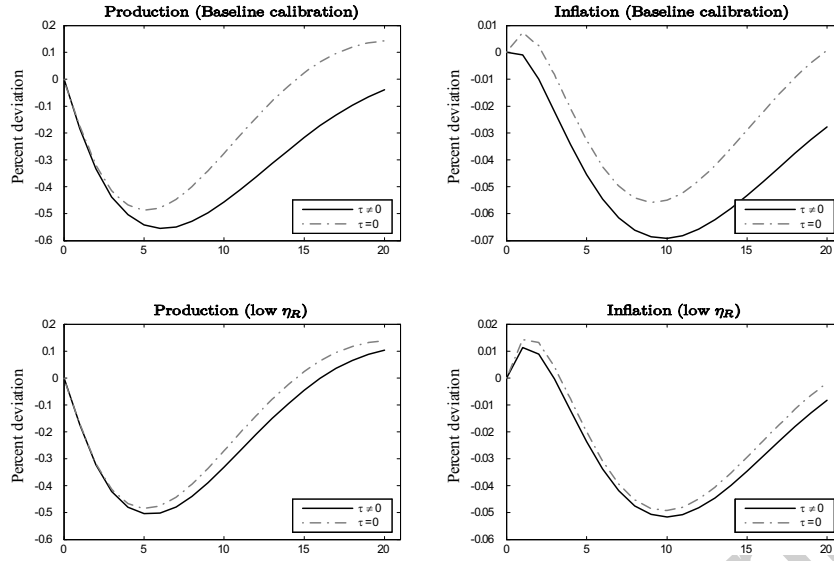 Production (Baseline calibration)
Percent deviation
0.2
0.1
0
-0.1
-0.2
-0.3
-0.4
-0.5
-0.6
0 5 10 15 20
τ ≠ 0
τ = 0
Inflation (Baseline calibration)
Percent deviation
0.01
0
-0.01
-0.02
-0.03
-0.04
-0.05
-0.06
-0.07
0 5 10 15 20
τ ≠ 0
τ = 0
Production (low η_R)
Percent deviation
0.2
0.1
0
-0.1
-0.2
-0.3
-0.4
-0.5
-0.6
0 5 10 15 20
τ ≠ 0
τ = 0
Inflation (low η_R)
Percent deviation
0.02
0.01
0
-0.01
-0.02
-0.03
-0.04
-0.05
-0.06
0 5 10 15 20
τ ≠ 0
τ = 0